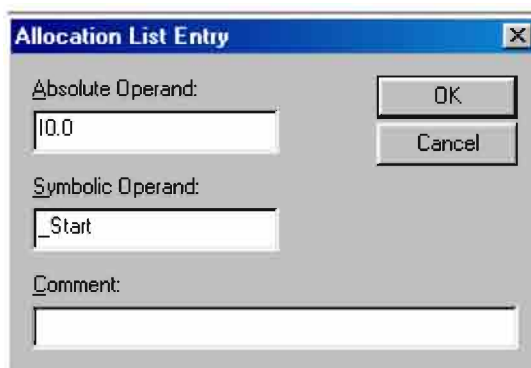 Allocation List Entry
Absolute Operand:
I0.0
OK
Cancel
Symbolic Operand:
_Start
Comment: